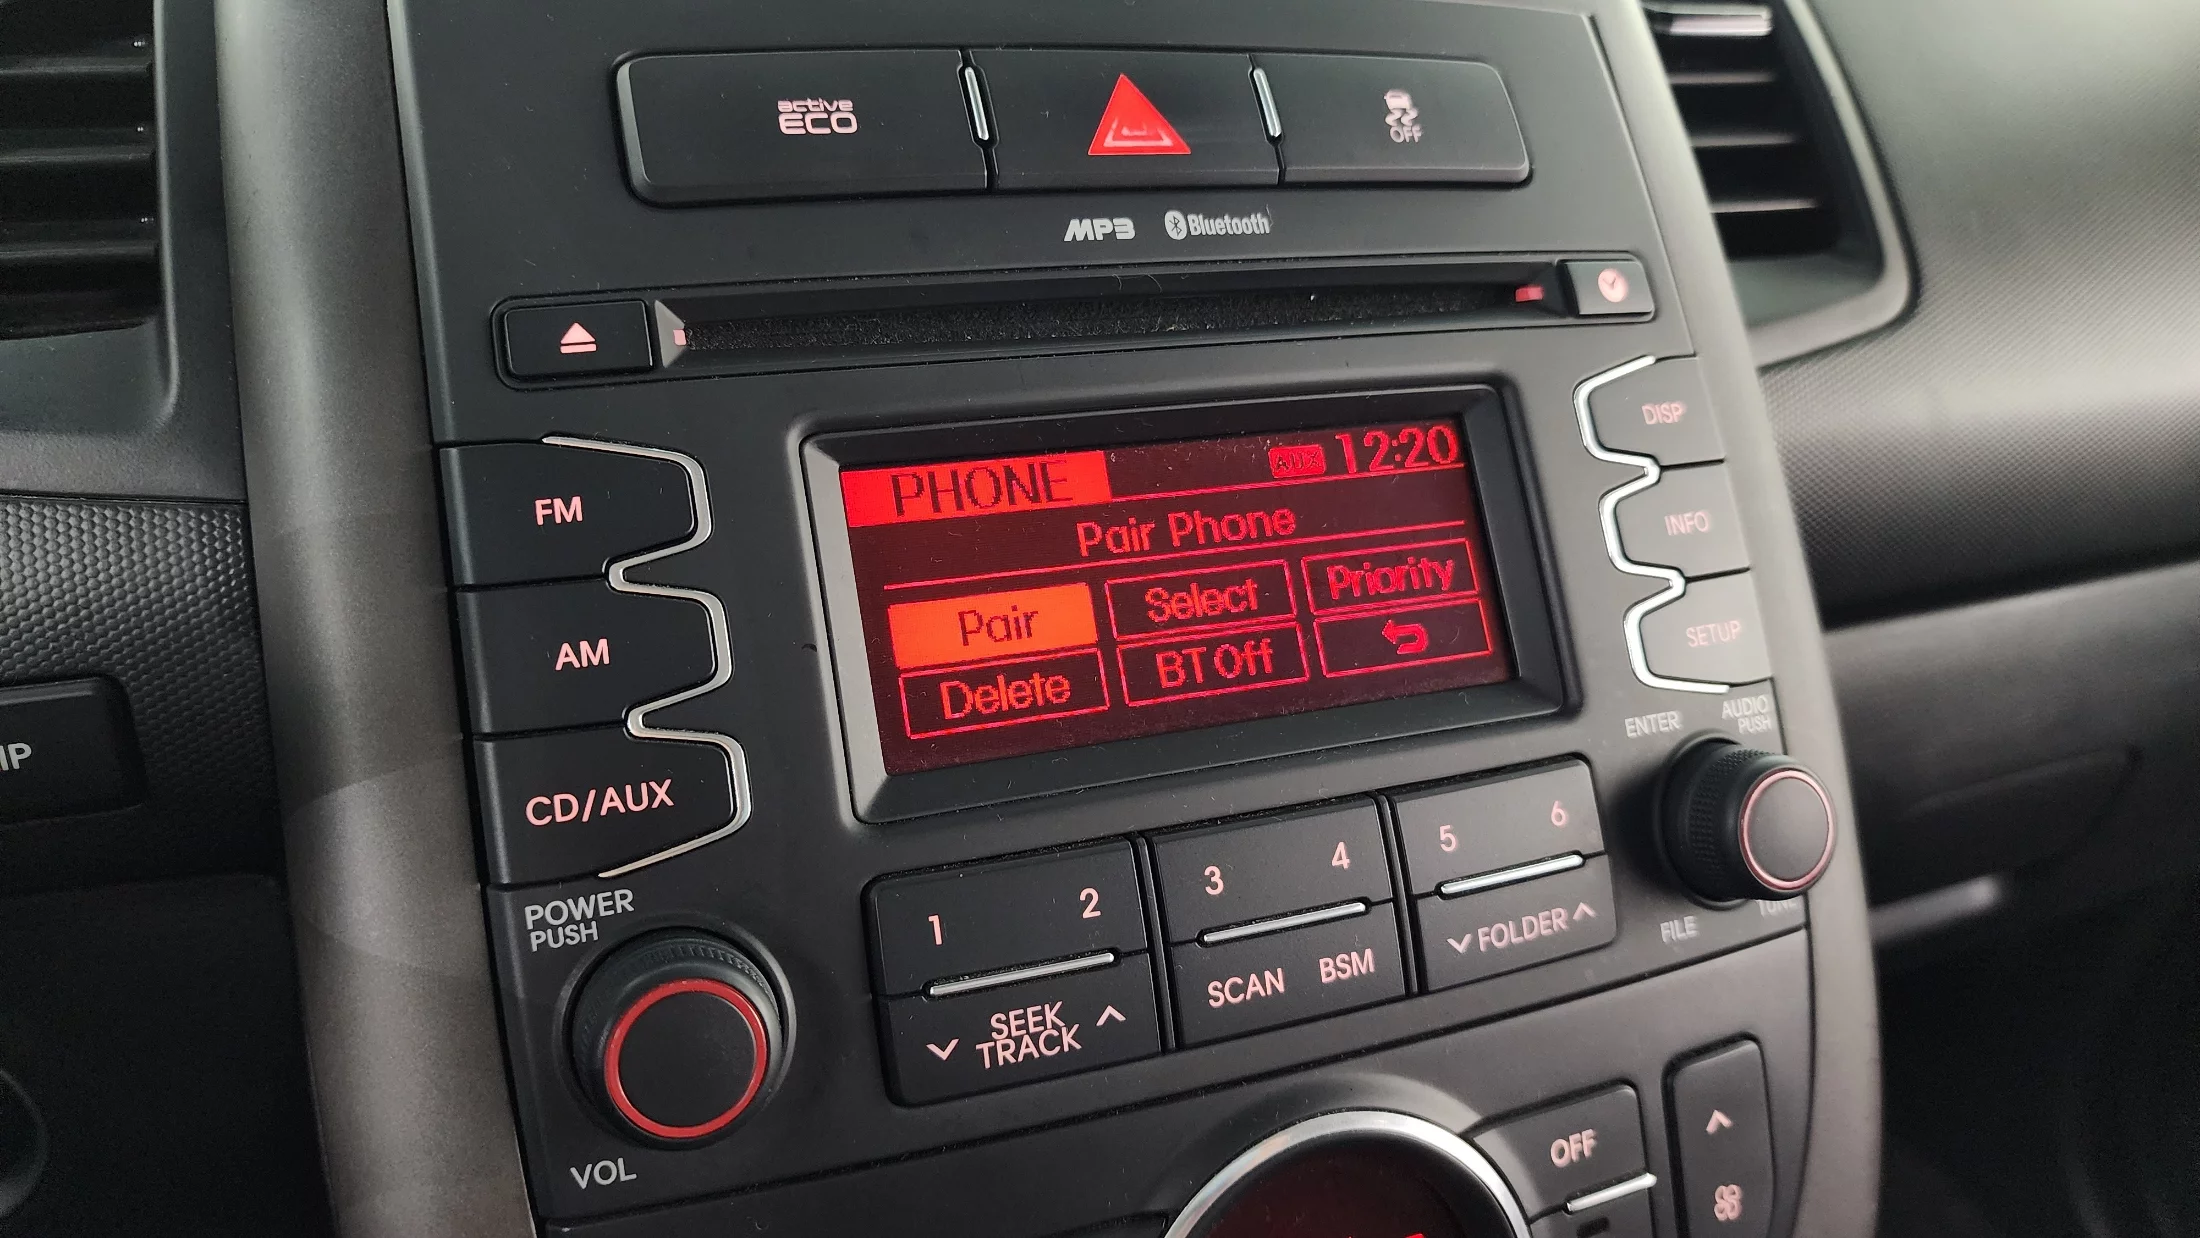 active
ECO
OFF
MP3 Bluetooth
PHONE AUX 12:20
Pair Phone
Pair Select Priority
Delete BT Off
FM
AM
CD/AUX
DISP
INFO
SETUP
ENTER AUDIO
PUSH
POWER
PUSH
VOL
1 2
SEEK
TRACK
3 4
SCAN BSM
5 6
FOLDER
FILE TUNE
OFF